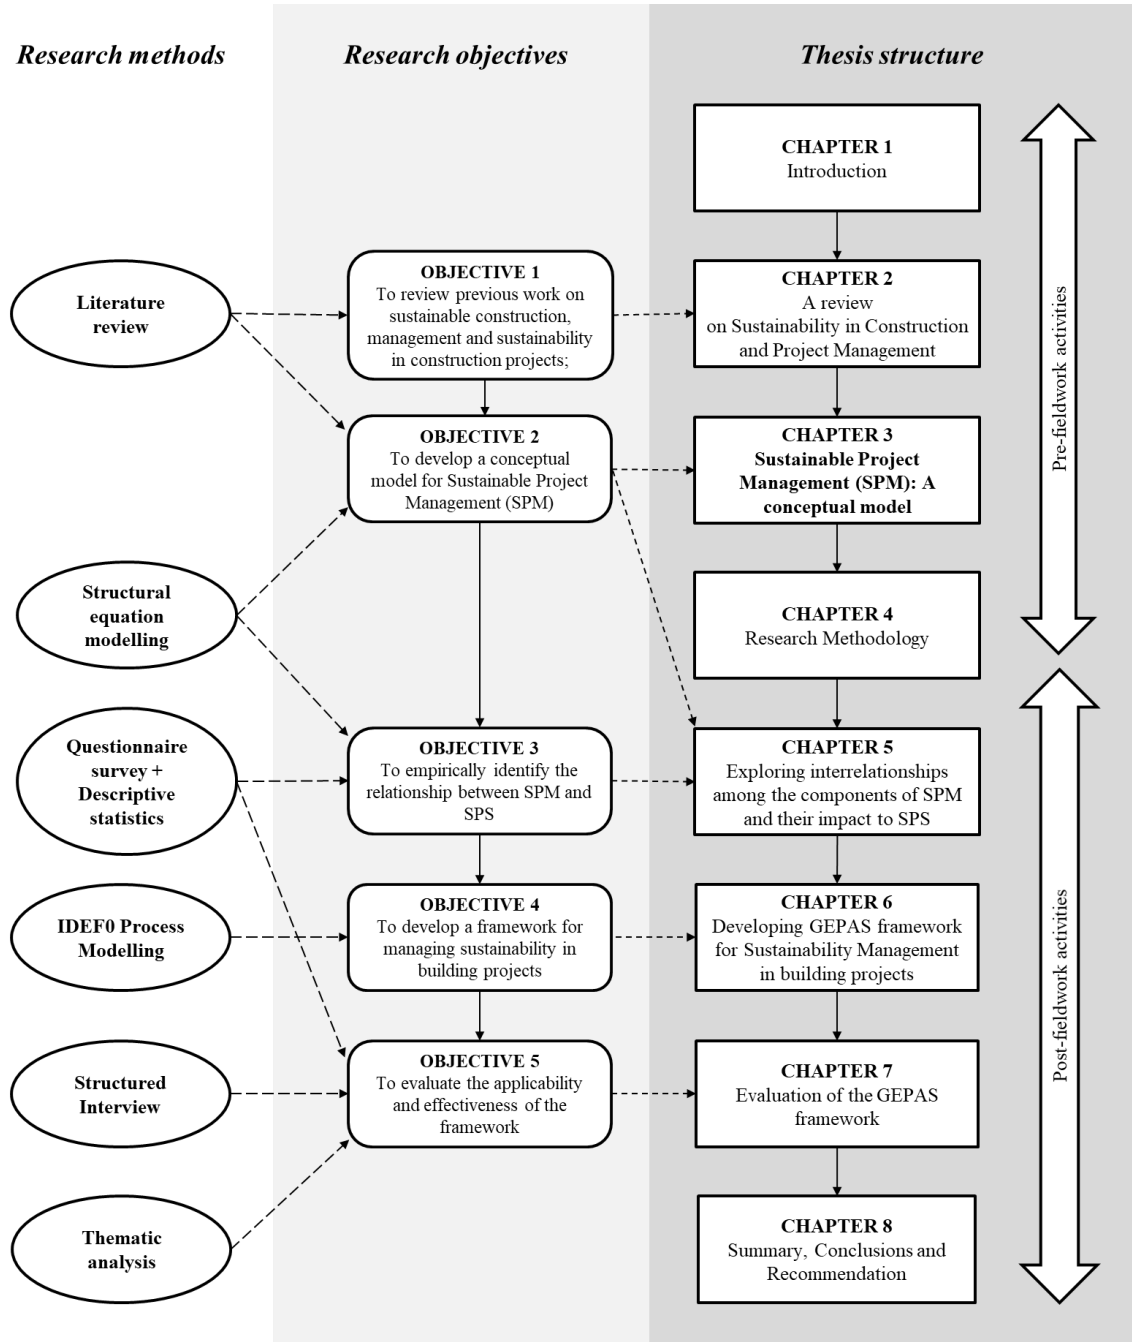 Research methods
Research objectives
Thesis structure
Literature
review
Structural
equation
modelling
Questionnaire
survey +
Descriptive
statistics
IDEF0 Process
Modelling
Structured
Interview
Thematic
analysis
OBJECTIVE 1
To review previous work on
sustainable construction,
management and sustainability
in construction projects;
OBJECTIVE 2
To develop a conceptual
model for Sustainable Project
Management (SPM)
OBJECTIVE 3
To empirically identify the
relationship between SPM and
SPS
OBJECTIVE 4
To develop a framework for
managing sustainability in
building projects
OBJECTIVE 5
To evaluate the applicability
and effectiveness of the
framework
CHAPTER 1
Introduction
CHAPTER 2
A review
on Sustainability in Construction
and Project Management
CHAPTER 3
Sustainable Project
Management (SPM): A
conceptual model
CHAPTER 4
Research Methodology
CHAPTER 5
Exploring interrelationships
among the components of SPM
and their impact to SPS
CHAPTER 6
Developing GEPAS framework
for Sustainability Management
in building projects
CHAPTER 7
Evaluation of the GEPAS
framework
CHAPTER 8
Summary, Conclusions and
Recommendation
Pre-fieldwork activities
Post-fieldwork activities